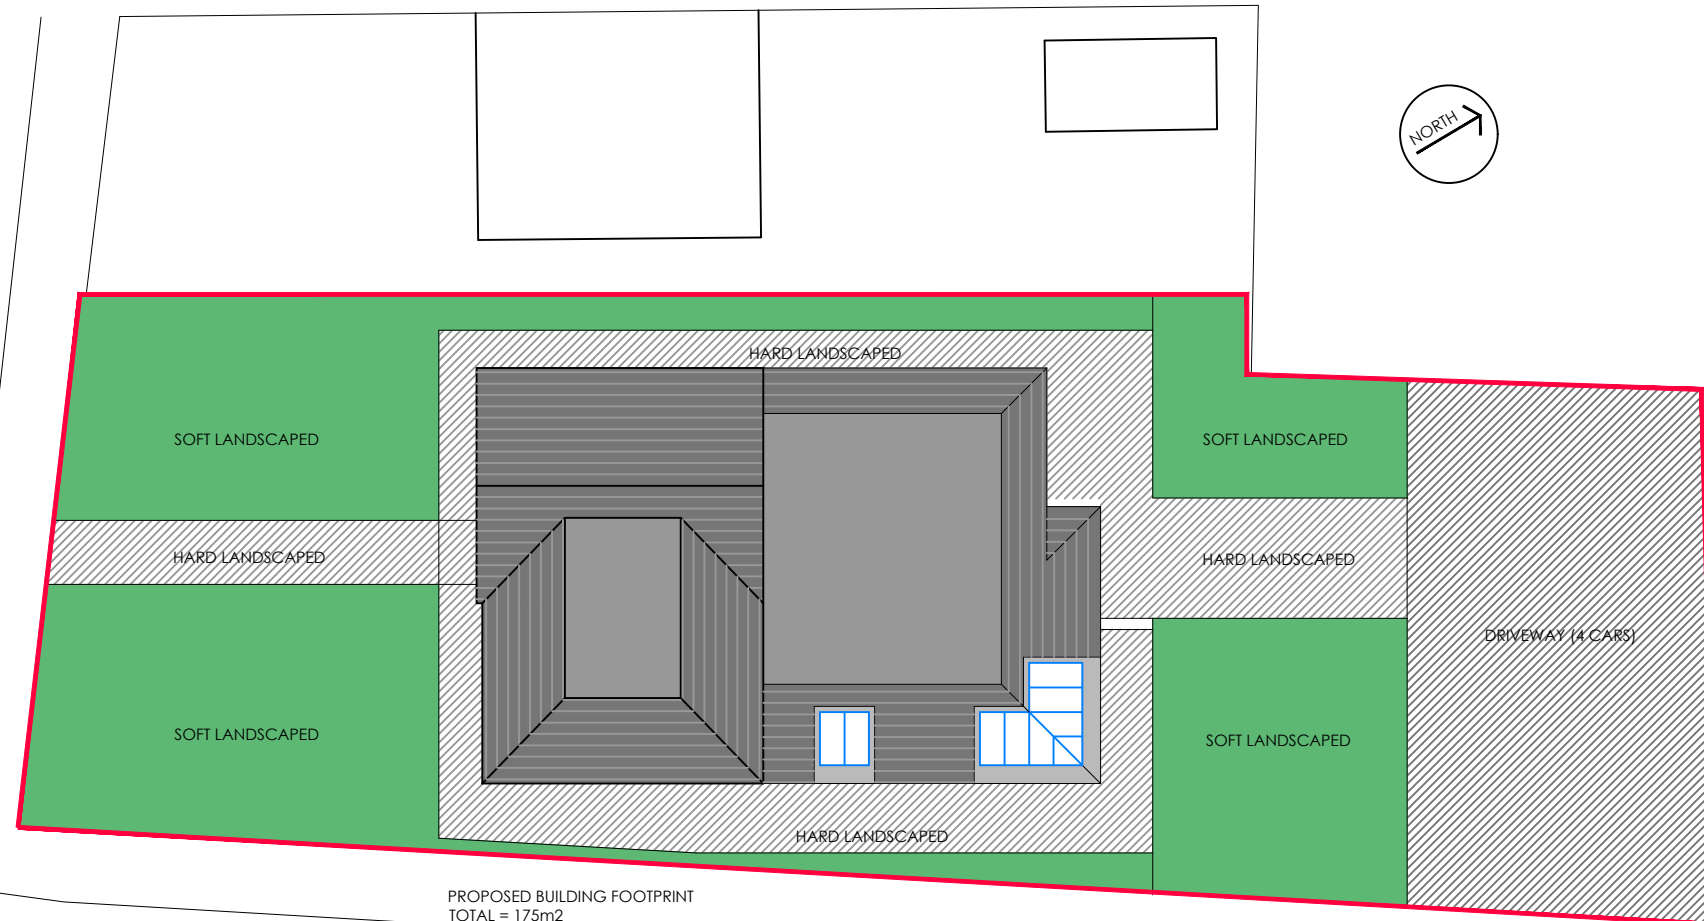 NORTH
HARD LANDSCAPED
SOFT LANDSCAPED
SOFT LANDSCAPED
HARD LANDSCAPED
HARD LANDSCAPED
DRIVEWAY (4 CARS)
SOFT LANDSCAPED
SOFT LANDSCAPED
HARD LANDSCAPED
PROPOSED BUILDING FOOTPRINT
TOTAL = 175m2